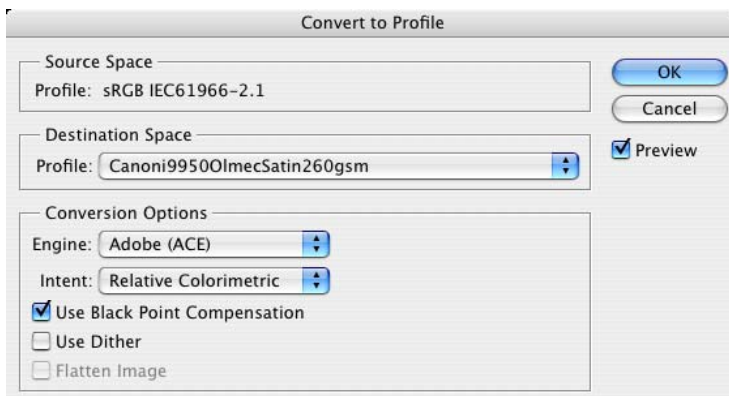 Convert to Profile
Source Space
Profile: sRGB IEC61966-2.1
Destination Space
Profile: Canoni9950OlmecSatin260gsm
Conversion Options
Engine: Adobe (ACE)
Intent: Relative Colorimetric
Use Black Point Compensation
Use Dither
Flatten Image
OK
Cancel
Preview